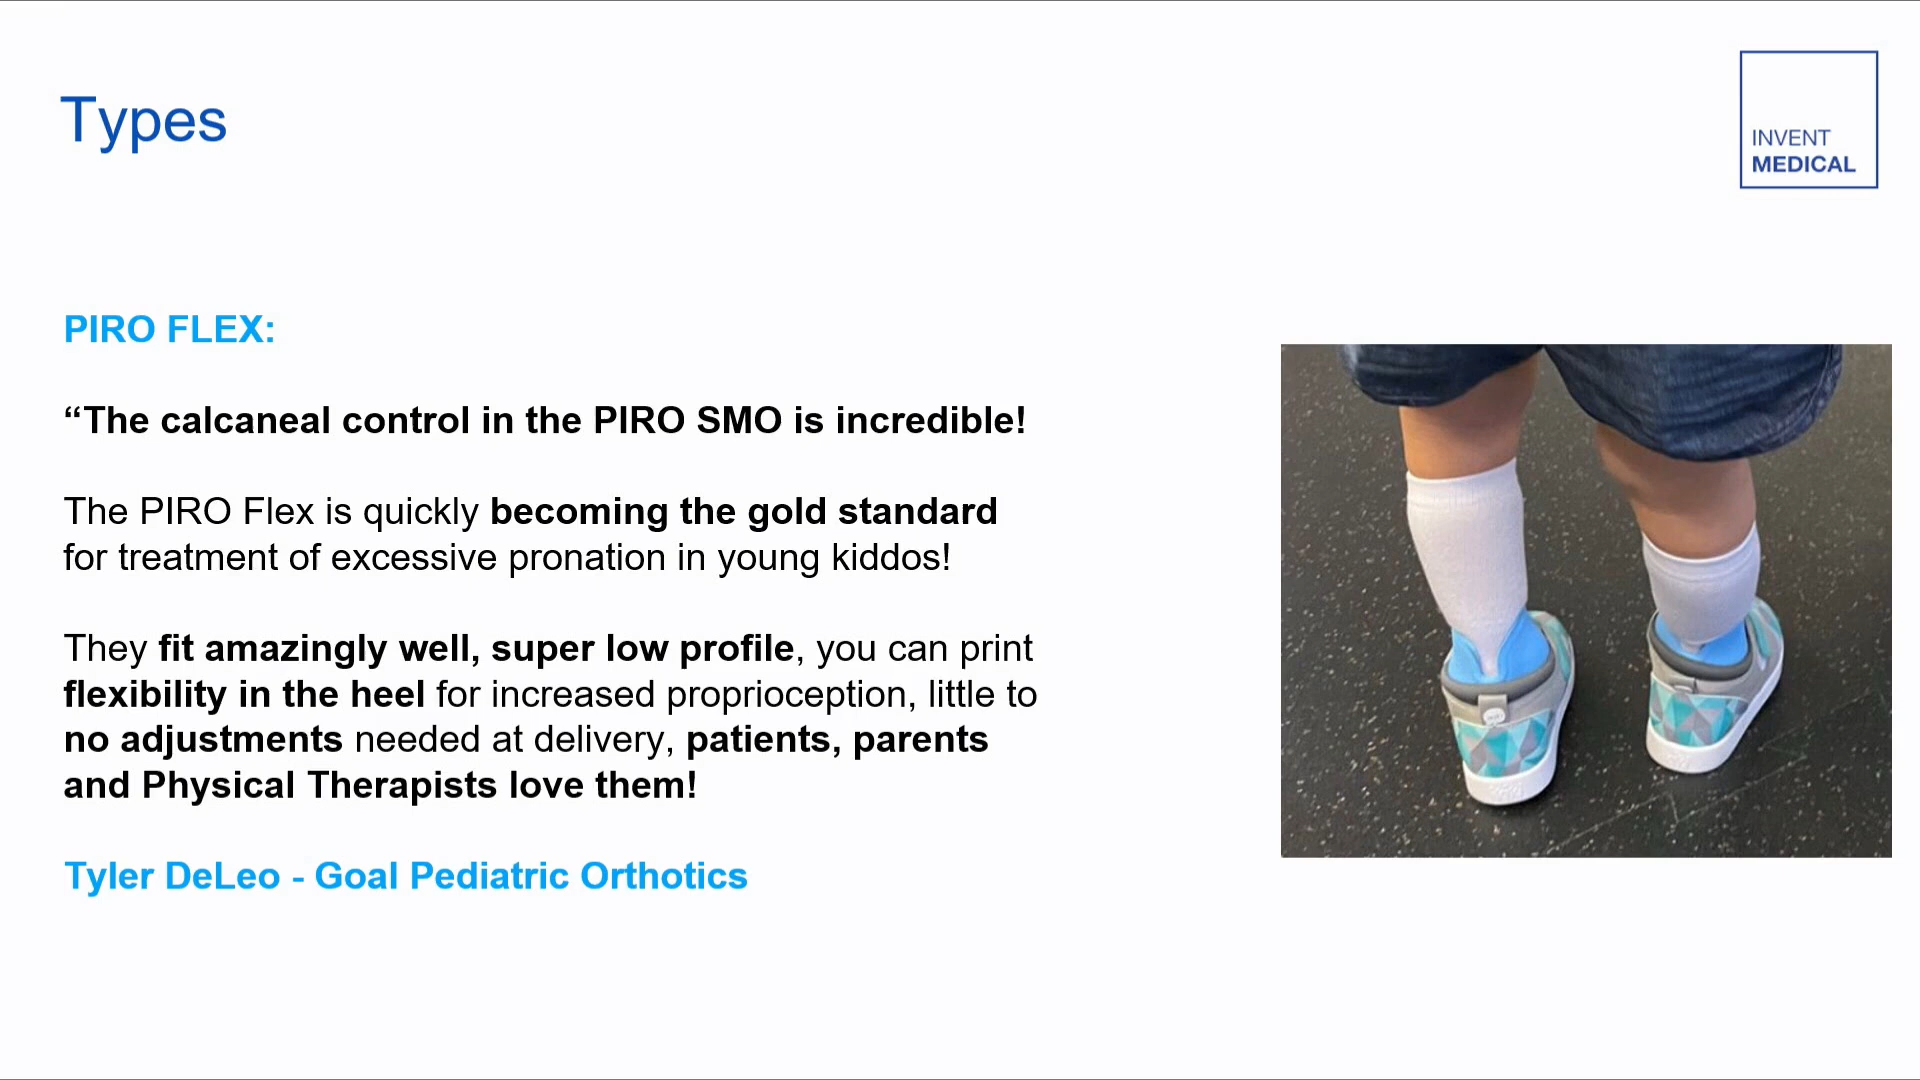 Types
INVENT
MEDICAL
PIRO FLEX:
“The calcaneal control in the PIRO SMO is incredible!
The PIRO Flex is quickly becoming the gold standard
for treatment of excessive pronation in young kiddos!
They fit amazingly well, super low profile, you can print
flexibility in the heel for increased proprioception, little to
no adjustments needed at delivery, patients, parents
and Physical Therapists love them!
Tyler DeLeo - Goal Pediatric Orthotics